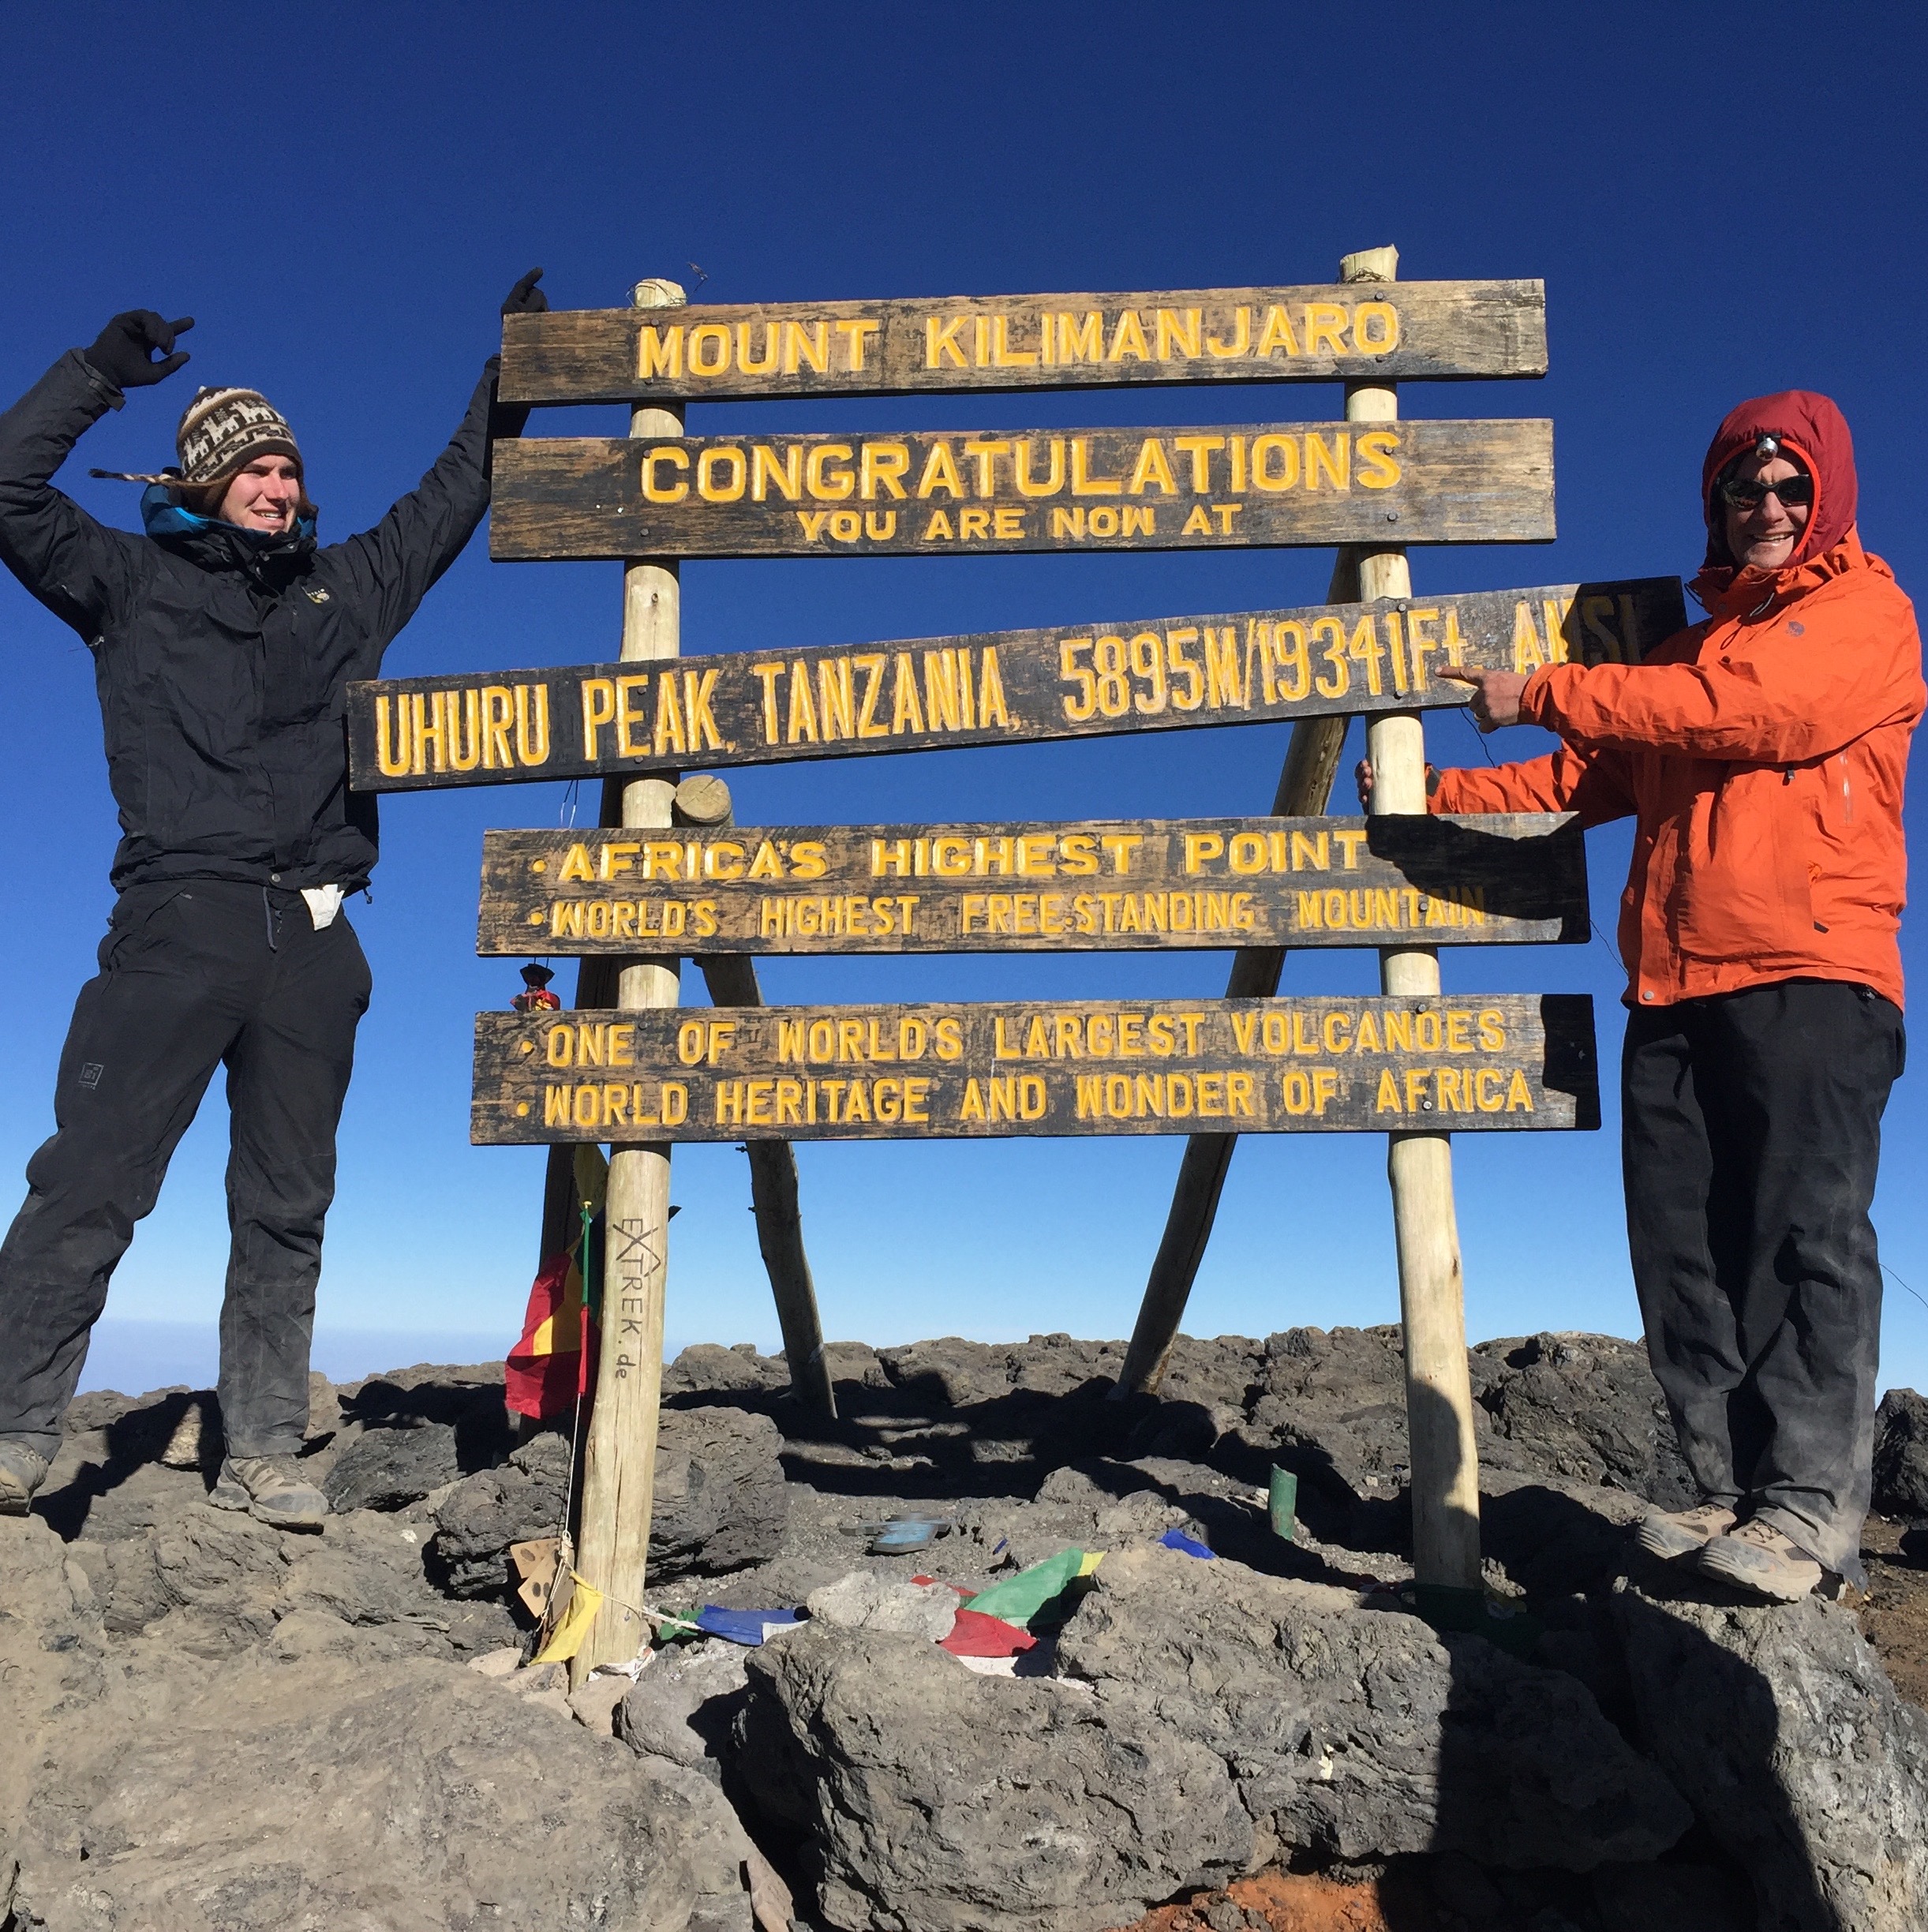 MOUNT KILIMANJARO
CONGRATULATIONS
YOU ARE NOW AT
UHURU PEAK, TANZANIA, 5895M/19341Ft. AMSL
• AFRICA'S HIGHEST POINT
• WORLD'S HIGHEST FREE.STANDING MOUNTAIN
• ONE OF WORLD'S LARGEST VOLCANOES
• WORLD HERITAGE AND WONDER OF AFRICA
EXTREK.de